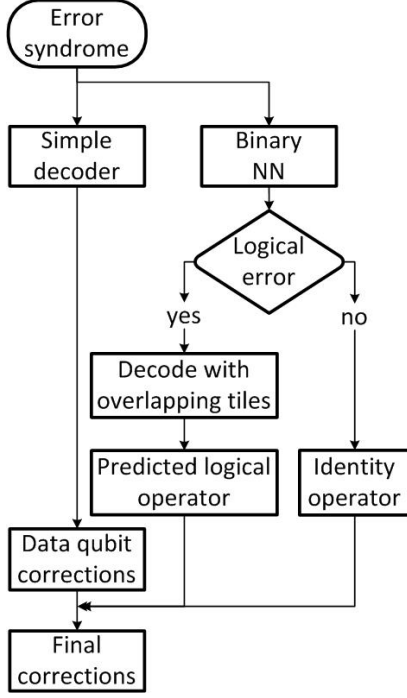 Error
syndrome
Simple
decoder
Binary
NN
Logical
error
yes
no
Decode with
overlapping tiles
Predicted logical
operator
Identity
operator
Data qubit
corrections
Final
corrections